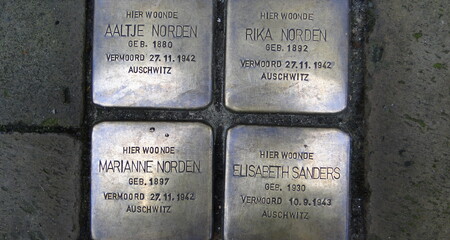 HIER WOONDE
AALTJE NORDEN
GEB. 1880
VERMOORD 27.11.1942
AUSCHWITZ
HIER WOONDE
RIKA NORDEN
GEB. 1892
VERMOORD 27.11.1942
AUSCHWITZ
HIER WOONDE
MARIANNE NORDEN
GEB. 1897
VERMOORD 27.11.1942
AUSCHWITZ
HIER WOONDE
ELISABETH SANDERS
GEB. 1930
VERMOORD 10.9.1943
AUSCHWITZ